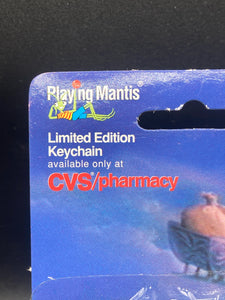 Playing Mantis®
Limited Edition
Keychain
available only at
CVS/pharmacy